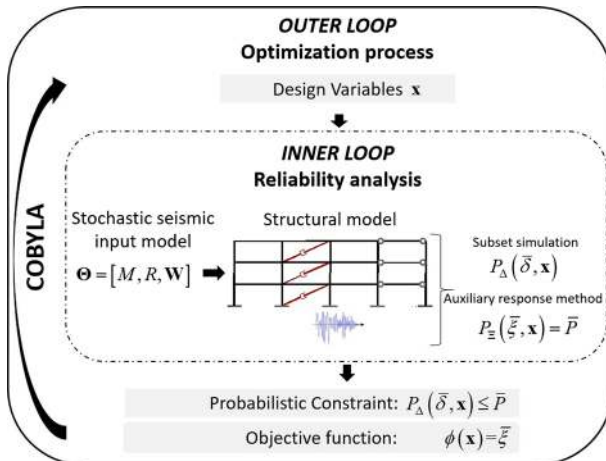 OUTER LOOP
Optimization process
Design Variables x
INNER LOOP
Reliability analysis
Stochastic seismic
input model
Θ = [M, R, W]
Structural model
Subset simulation
P_Δ(δ̅, x)
Auxiliary response method
P_Ξ(ξ̅, x) = P̅
COBYLA
Probabilistic Constraint: P_Δ(δ̅, x) ≤ P̅
Objective function: ϕ(x) = ξ̅